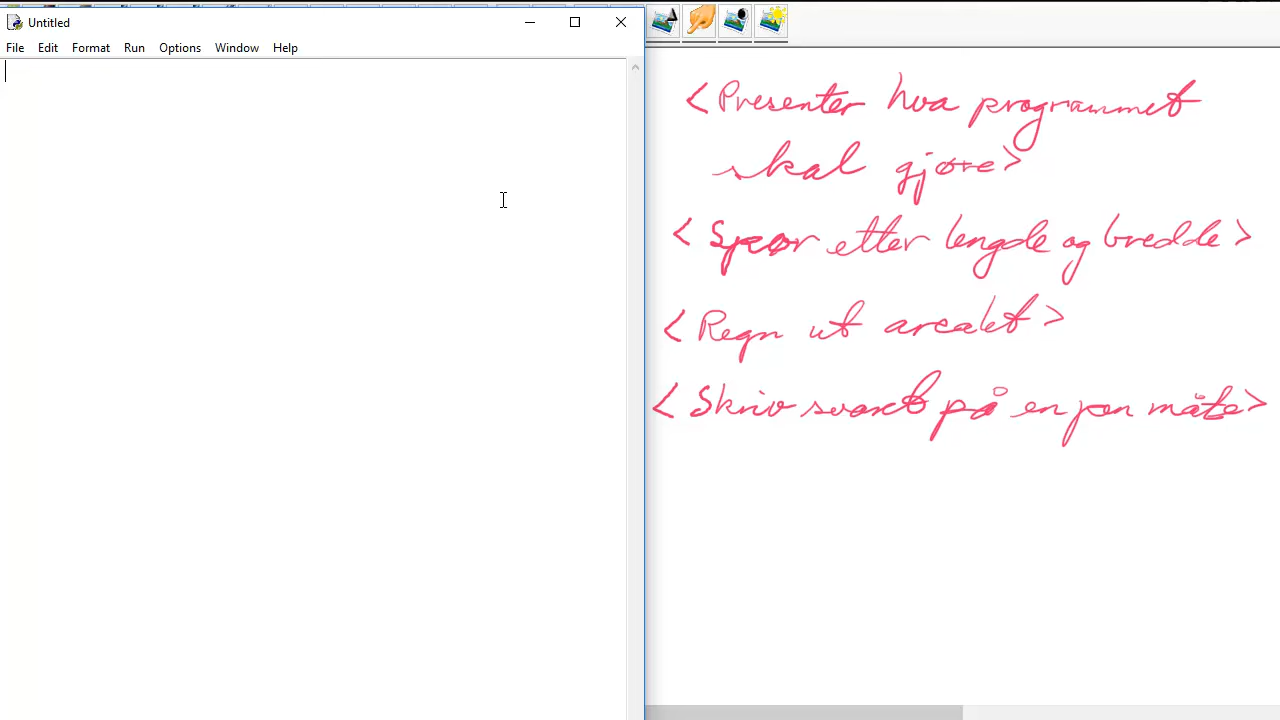 Untitled
File Edit Format Run Options Window Help
<Presenter hva programmet
skal gjøre>
<Spør etter lengde og bredde>
<Regn ut arealet>
<Skriv svaret på en pen måte>